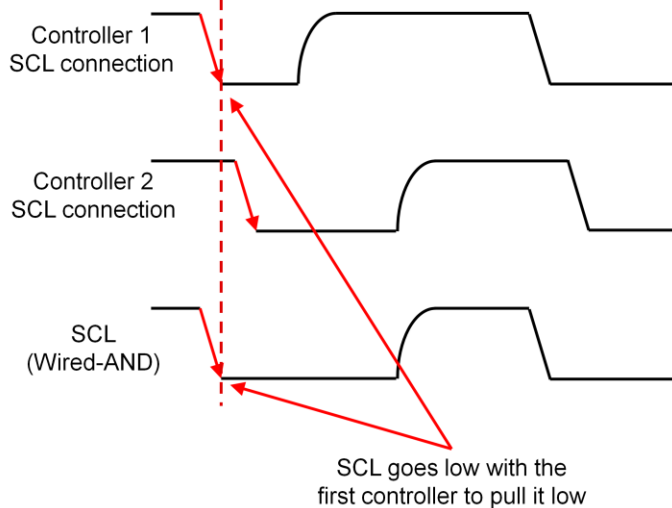 Controller 1
SCL connection
Controller 2
SCL connection
SCL
(Wired-AND)
SCL goes low with the
first controller to pull it low